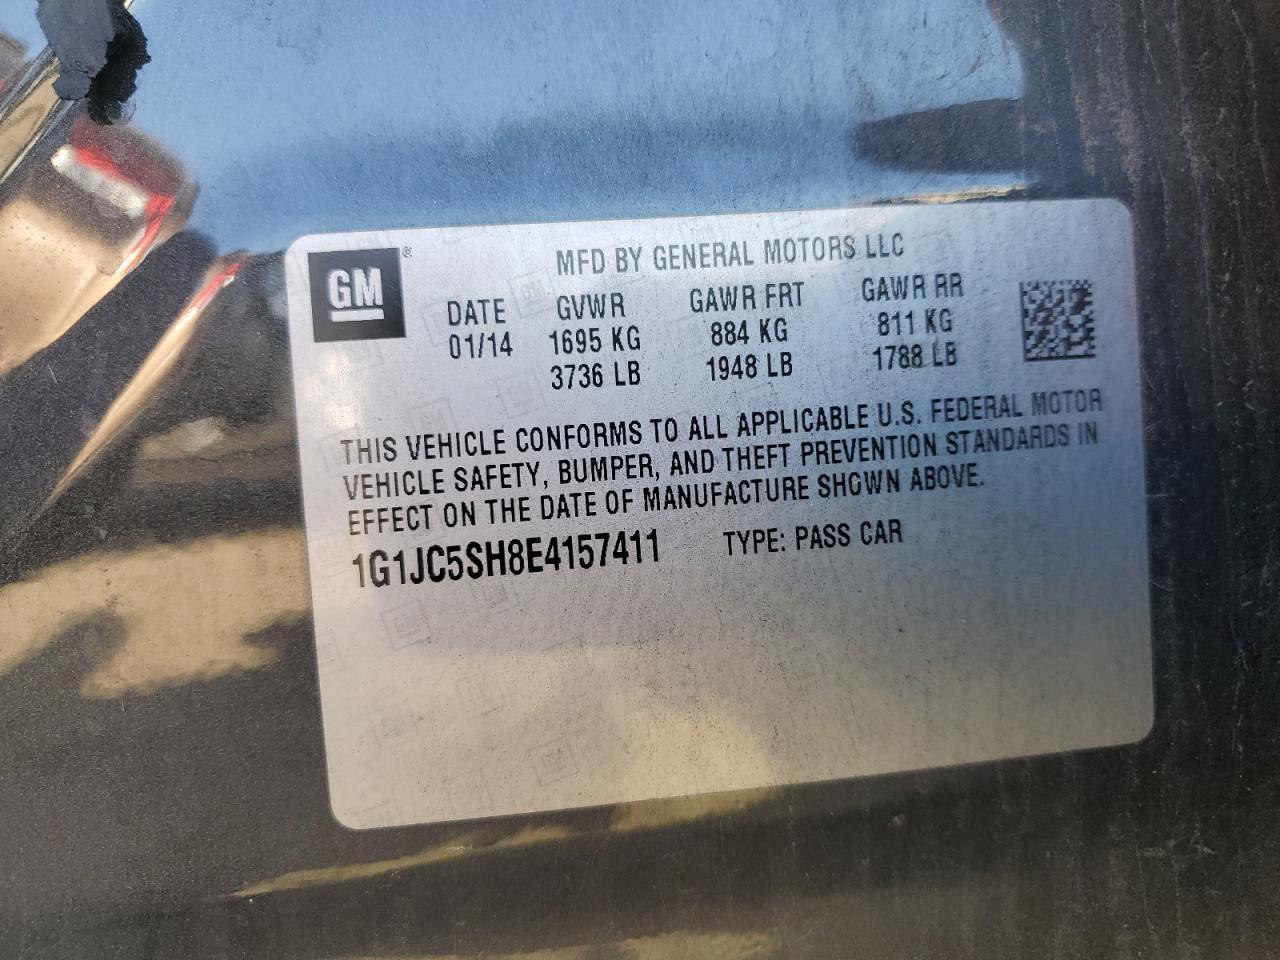 GM ®
MFD BY GENERAL MOTORS LLC
DATE GVWR GAWR FRT GAWR RR
01/14 1695 KG 884 KG 811 KG
3736 LB 1948 LB 1788 LB
THIS VEHICLE CONFORMS TO ALL APPLICABLE U.S. FEDERAL MOTOR
VEHICLE SAFETY, BUMPER, AND THEFT PREVENTION STANDARDS IN
EFFECT ON THE DATE OF MANUFACTURE SHOWN ABOVE.
1G1JC5SH8E4157411 TYPE: PASS CAR